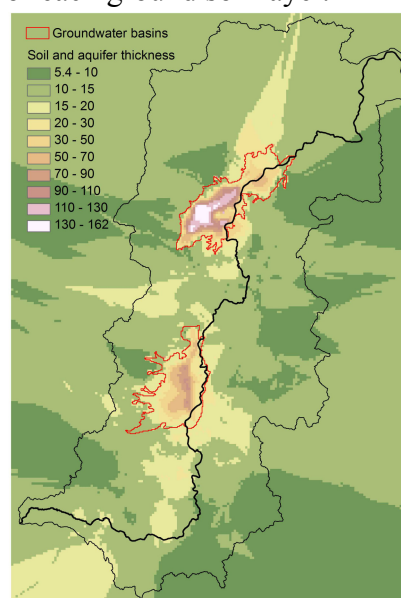 Groundwater basins
Soil and aquifer thickness
5.4 - 10
10 - 15
15 - 20
20 - 30
30 - 50
50 - 70
70 - 90
90 - 110
110 - 130
130 - 162